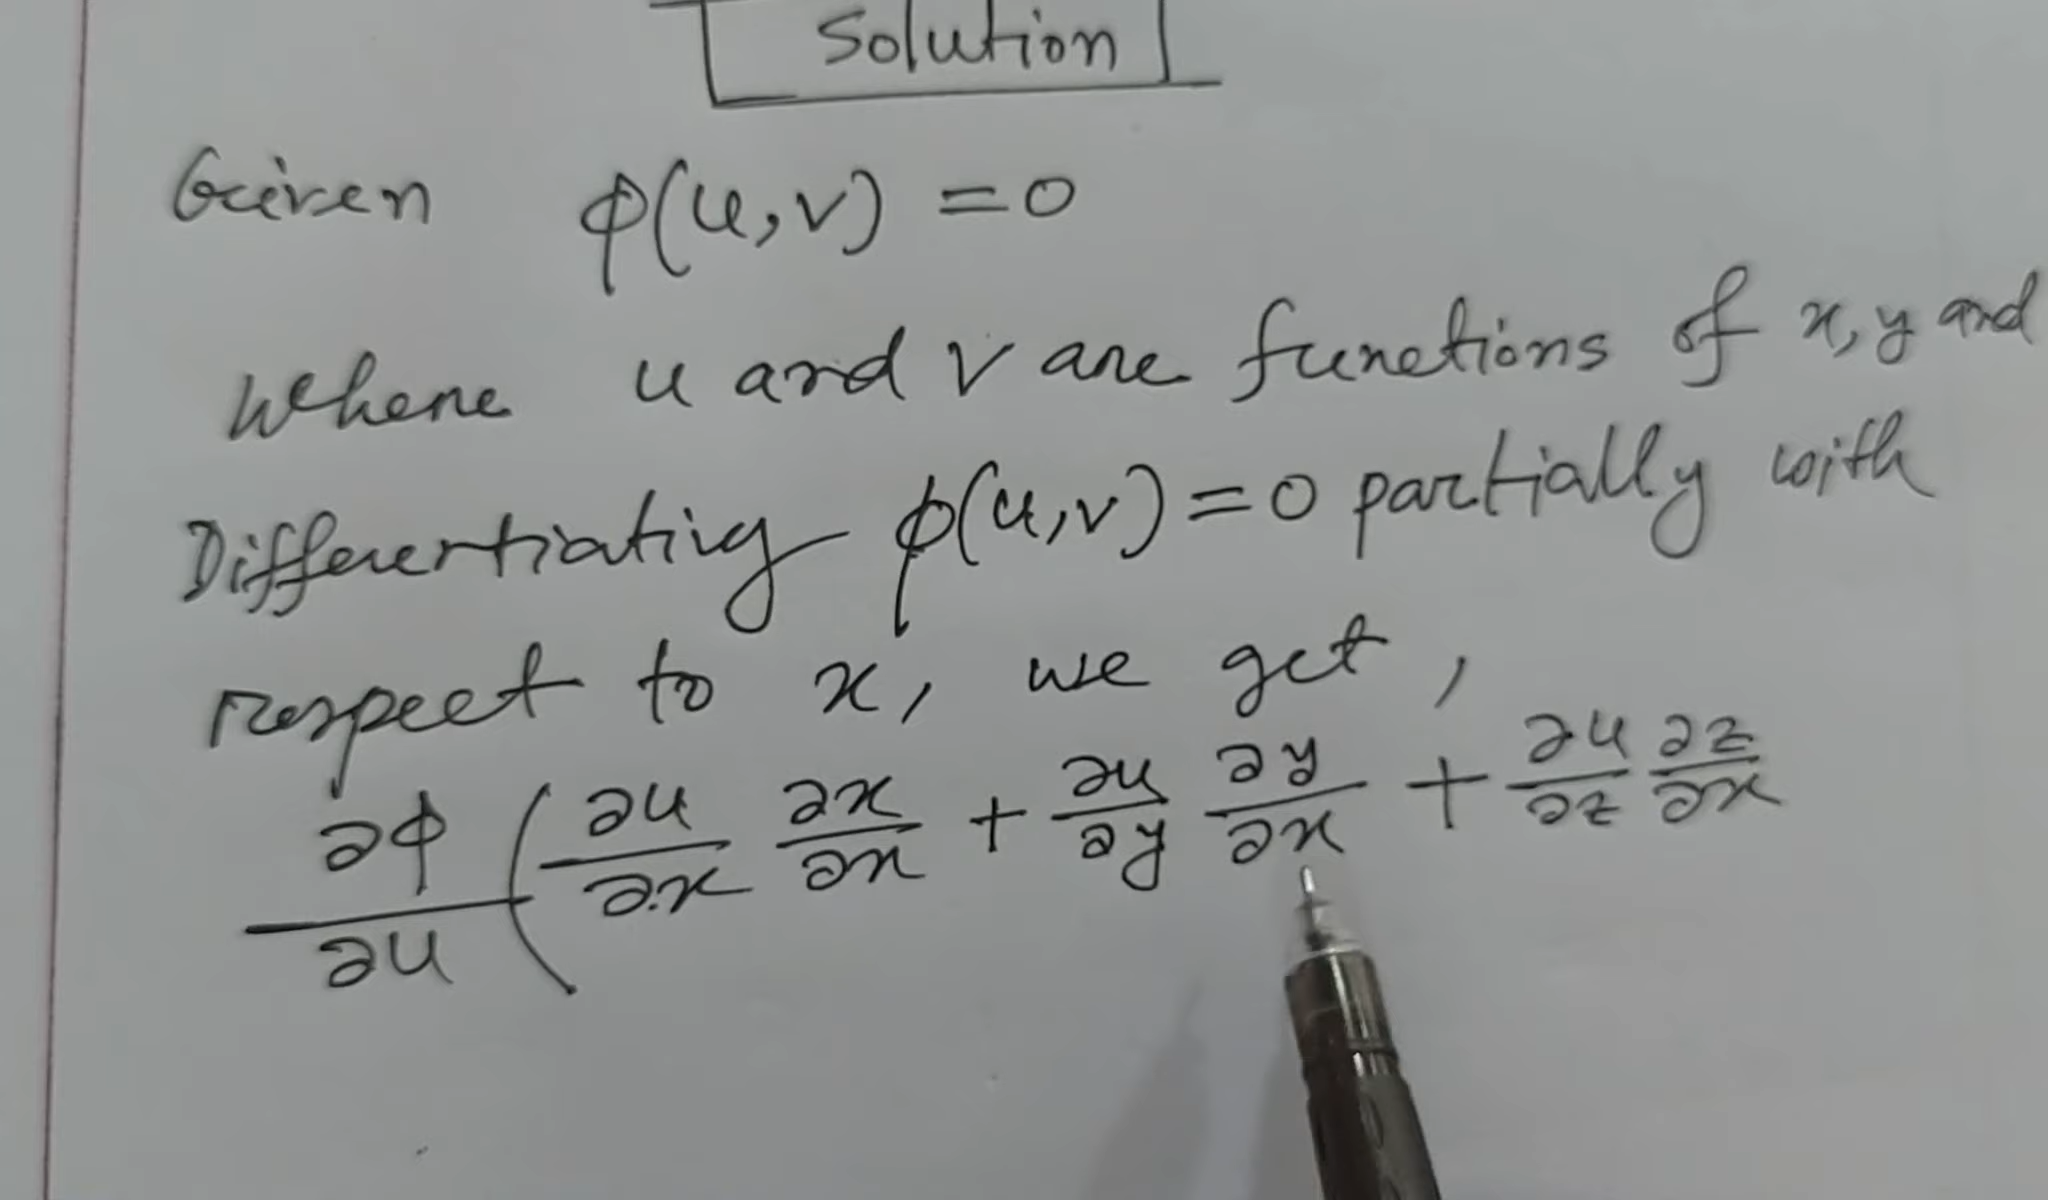 Solution
Given ϕ(u,v) = 0
Where u and v are functions of x, y and
Differentiating ϕ(u,v) = 0 partially with
respect to x, we get,
∂ϕ/∂u (∂u/∂x ∂x/∂x + ∂u/∂y ∂y/∂x + ∂u/∂z ∂z/∂x